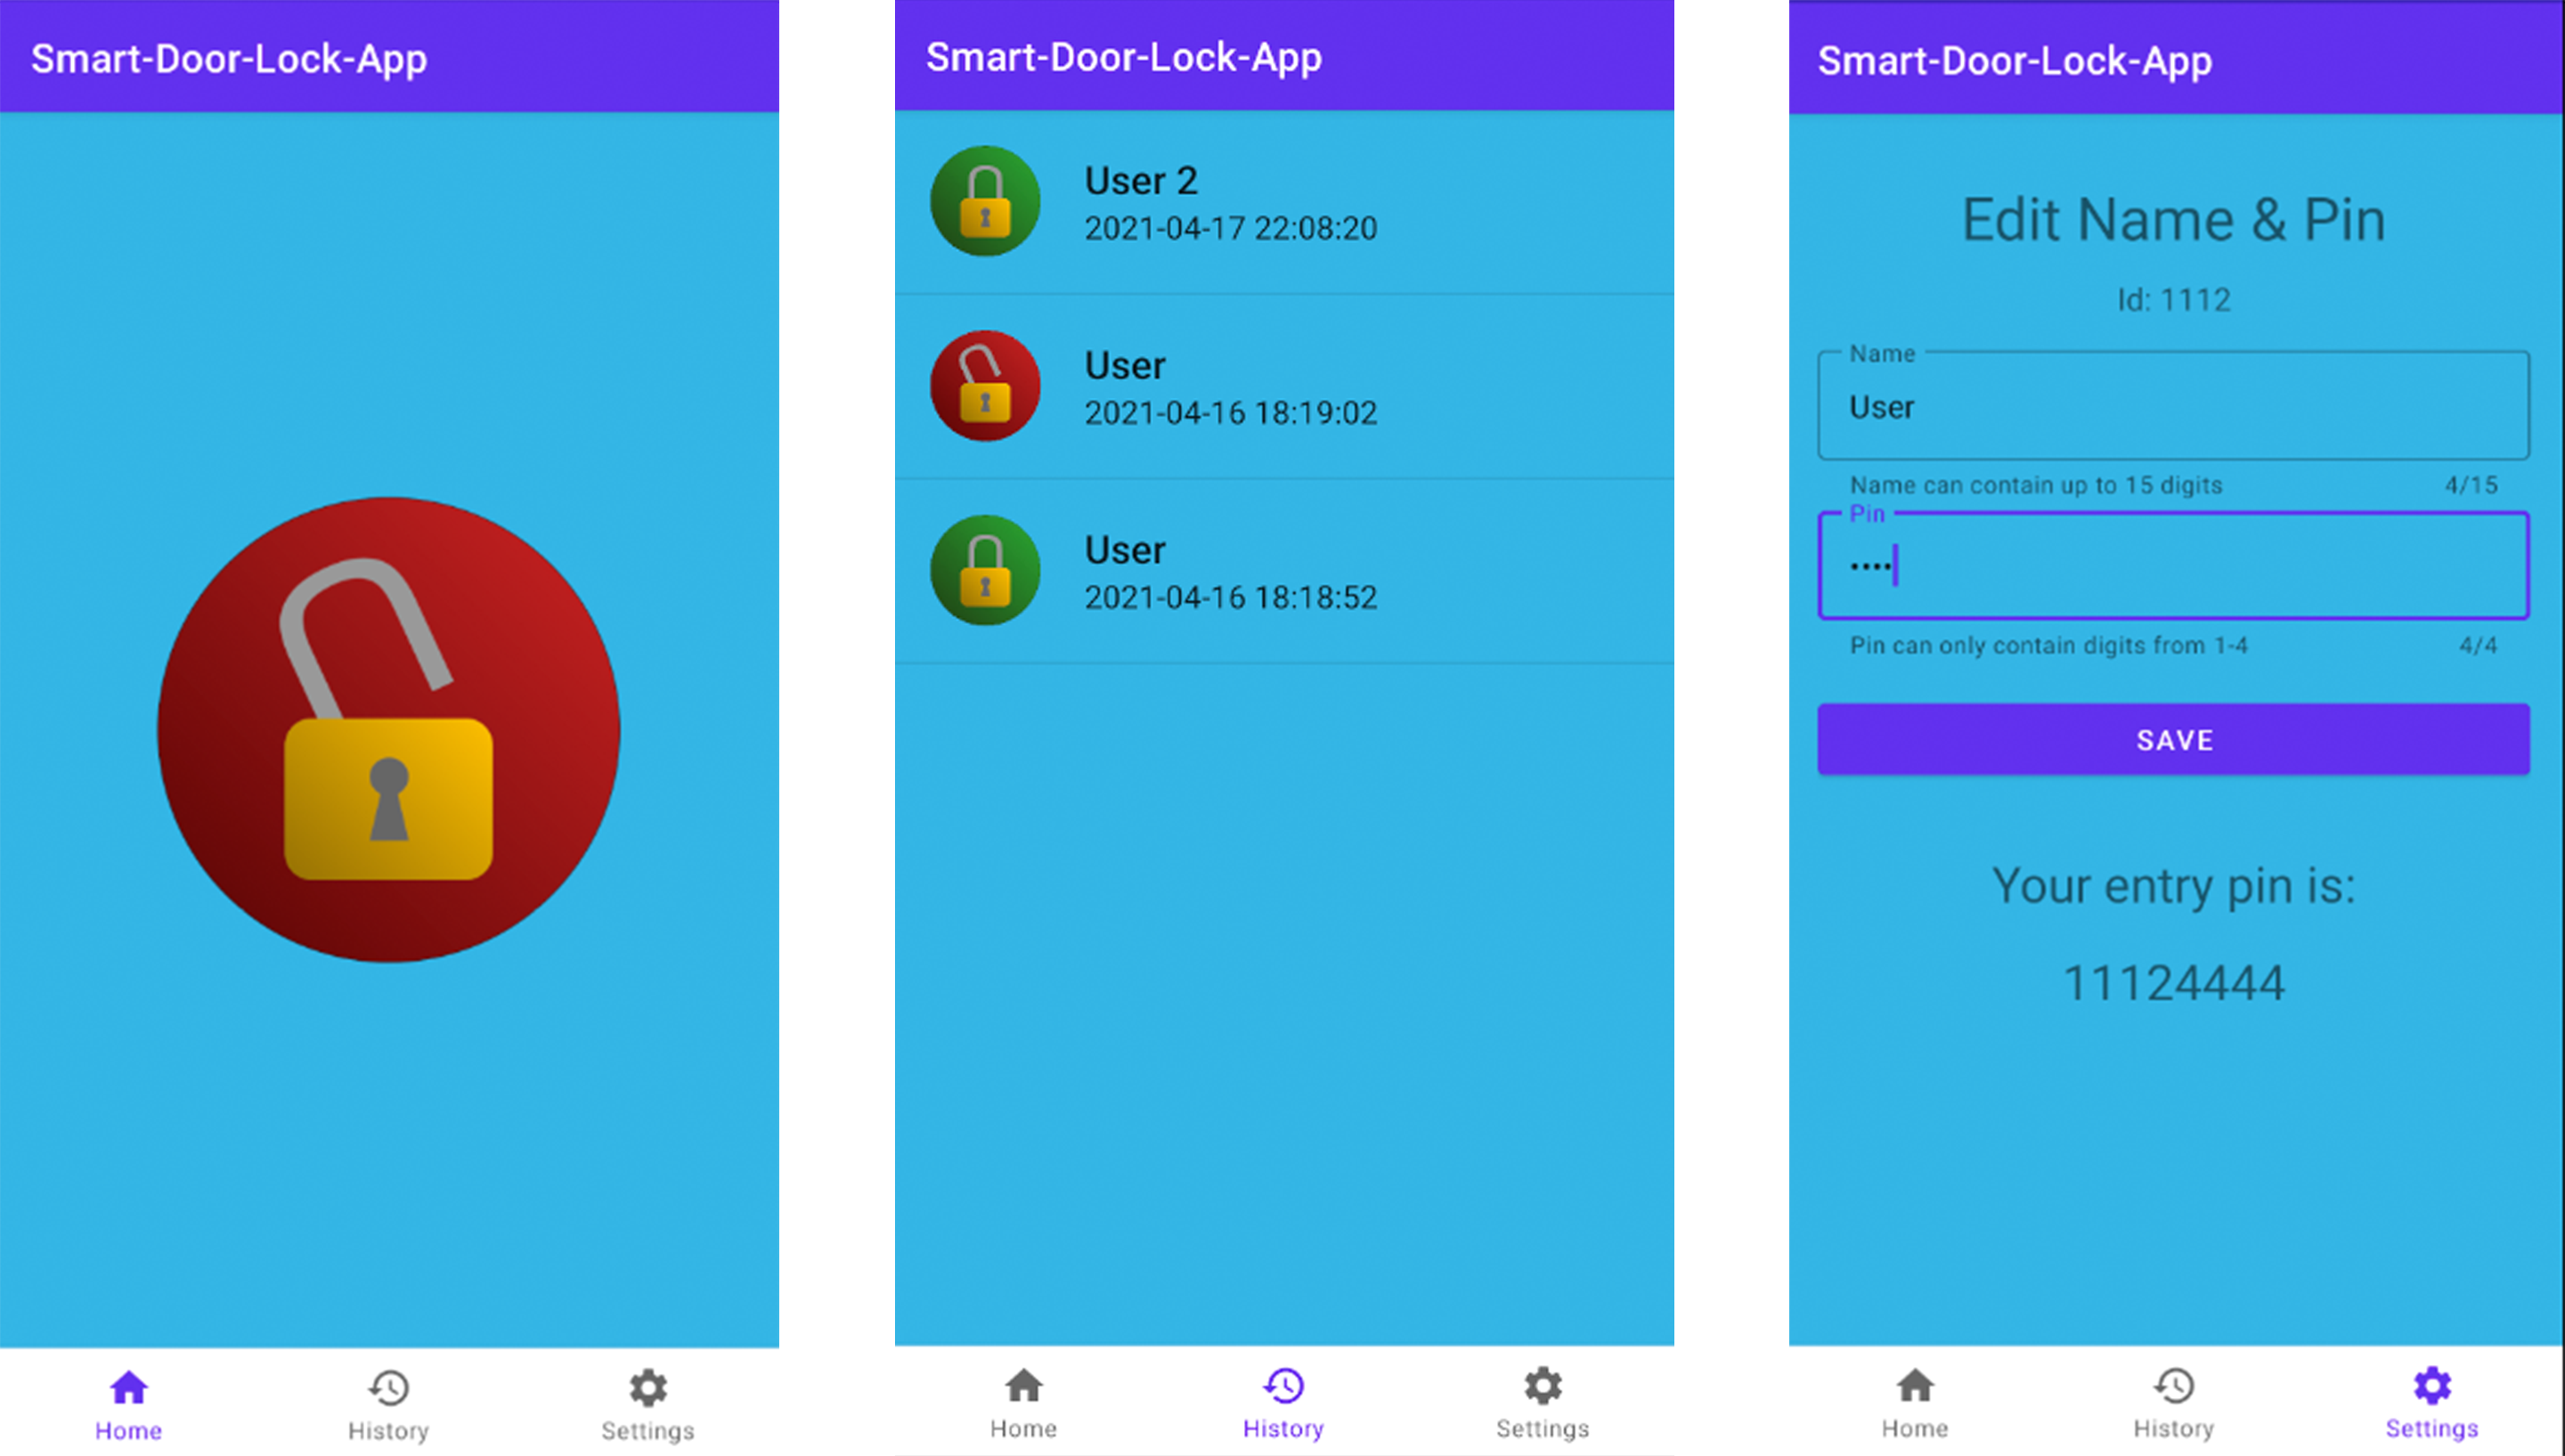 Smart-Door-Lock-App
Home
History
Settings
Smart-Door-Lock-App
User 2
2021-04-17 22:08:20
User
2021-04-16 18:19:02
User
2021-04-16 18:18:52
Home
History
Settings
Smart-Door-Lock-App
Edit Name & Pin
Id: 1112
Name
User
Name can contain up to 15 digits 4/15
Pin
••••
Pin can only contain digits from 1-4 4/4
SAVE
Your entry pin is:
11124444
Home
History
Settings